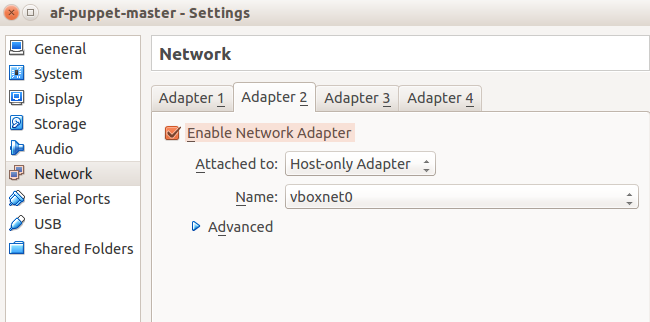 af-puppet-master - Settings
General
System
Display
Storage
Audio
Network
Serial Ports
USB
Shared Folders
Network
Adapter 1 Adapter 2 Adapter 3 Adapter 4
Enable Network Adapter
Attached to: Host-only Adapter
Name: vboxnet0
Advanced